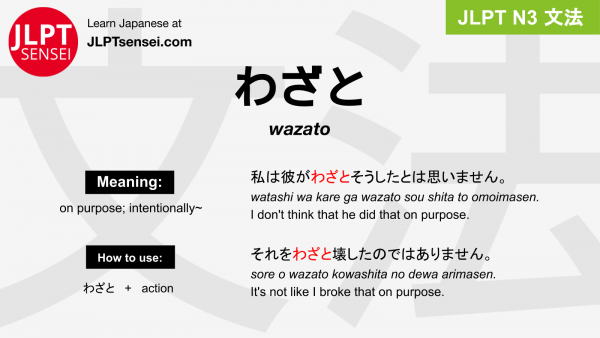 JLPT
SENSEI
Learn Japanese at
JLPTsensei.com
JLPT N3 文法
文法
わざと
wazato
Meaning:
on purpose; intentionally~
How to use:
わざと + action
私は彼がわざとそうしたとは思いません。
watashi wa kare ga wazato sou shita to omoimasen.
I don't think that he did that on purpose.
それをわざと壊したのではありません。
sore o wazato kowashita no dewa arimasen.
It's not like I broke that on purpose.